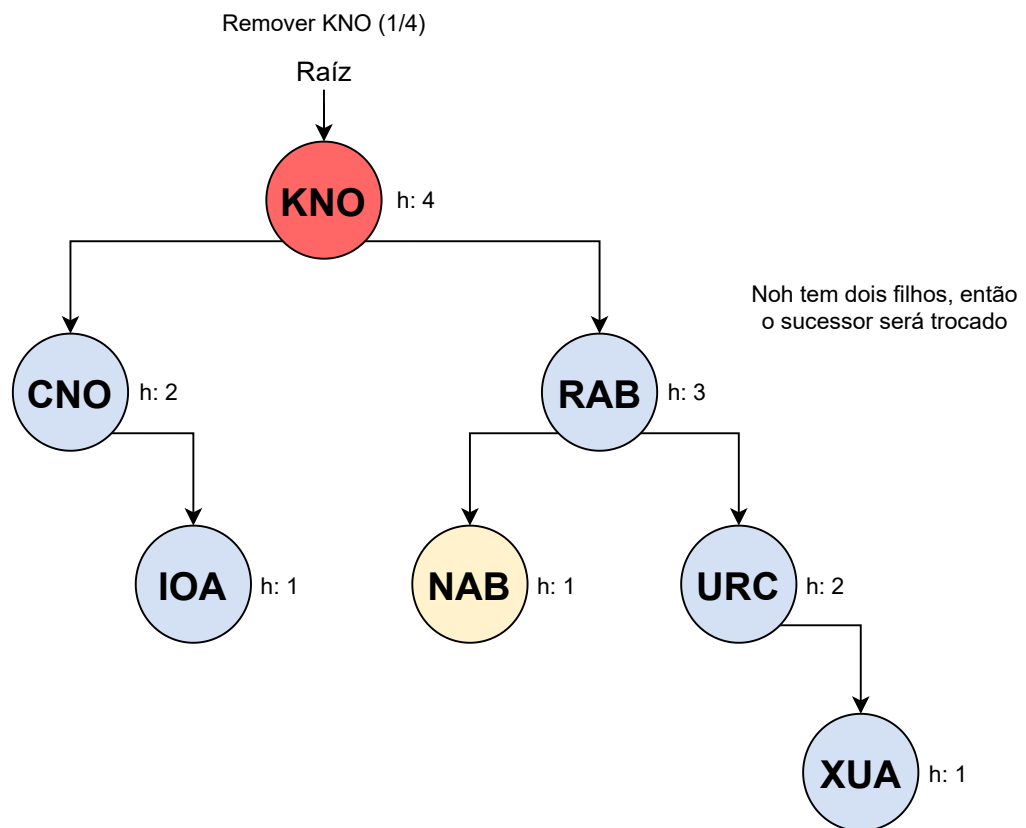 Remover KNO (1/4)
Raíz
KNO
h: 4
Noh tem dois filhos, então
o sucessor será trocado
CNO
h: 2
RAB
h: 3
IOA
h: 1
NAB
h: 1
URC
h: 2
XUA
h: 1